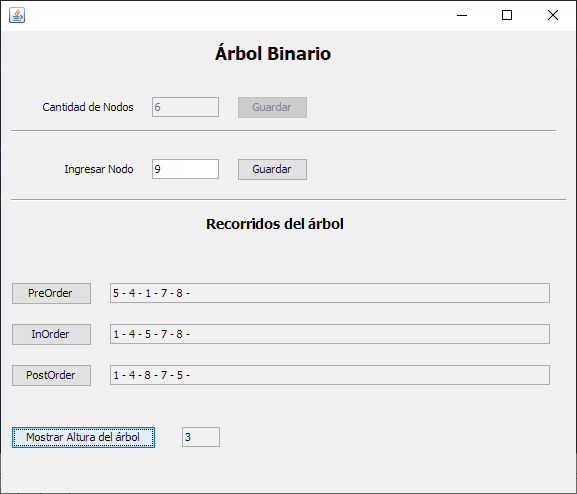 Árbol Binario
Cantidad de Nodos 6 Guardar
Ingresar Nodo 9 Guardar
Recorridos del árbol
PreOrder 5 - 4 - 1 - 7 - 8 -
InOrder 1 - 4 - 5 - 7 - 8 -
PostOrder 1 - 4 - 8 - 7 - 5 -
Mostrar Altura del árbol 3